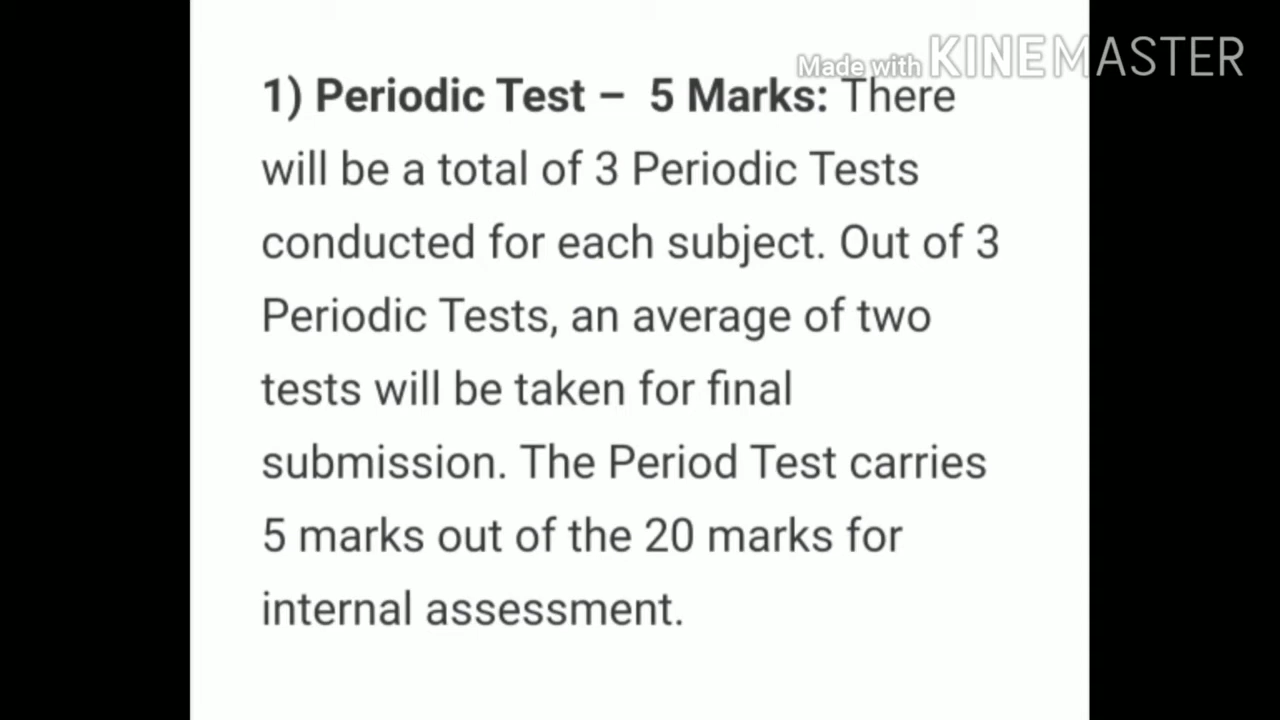 Made with KINEMASTER
1) Periodic Test – 5 Marks: There
will be a total of 3 Periodic Tests
conducted for each subject. Out of 3
Periodic Tests, an average of two
tests will be taken for final
submission. The Period Test carries
5 marks out of the 20 marks for
internal assessment.